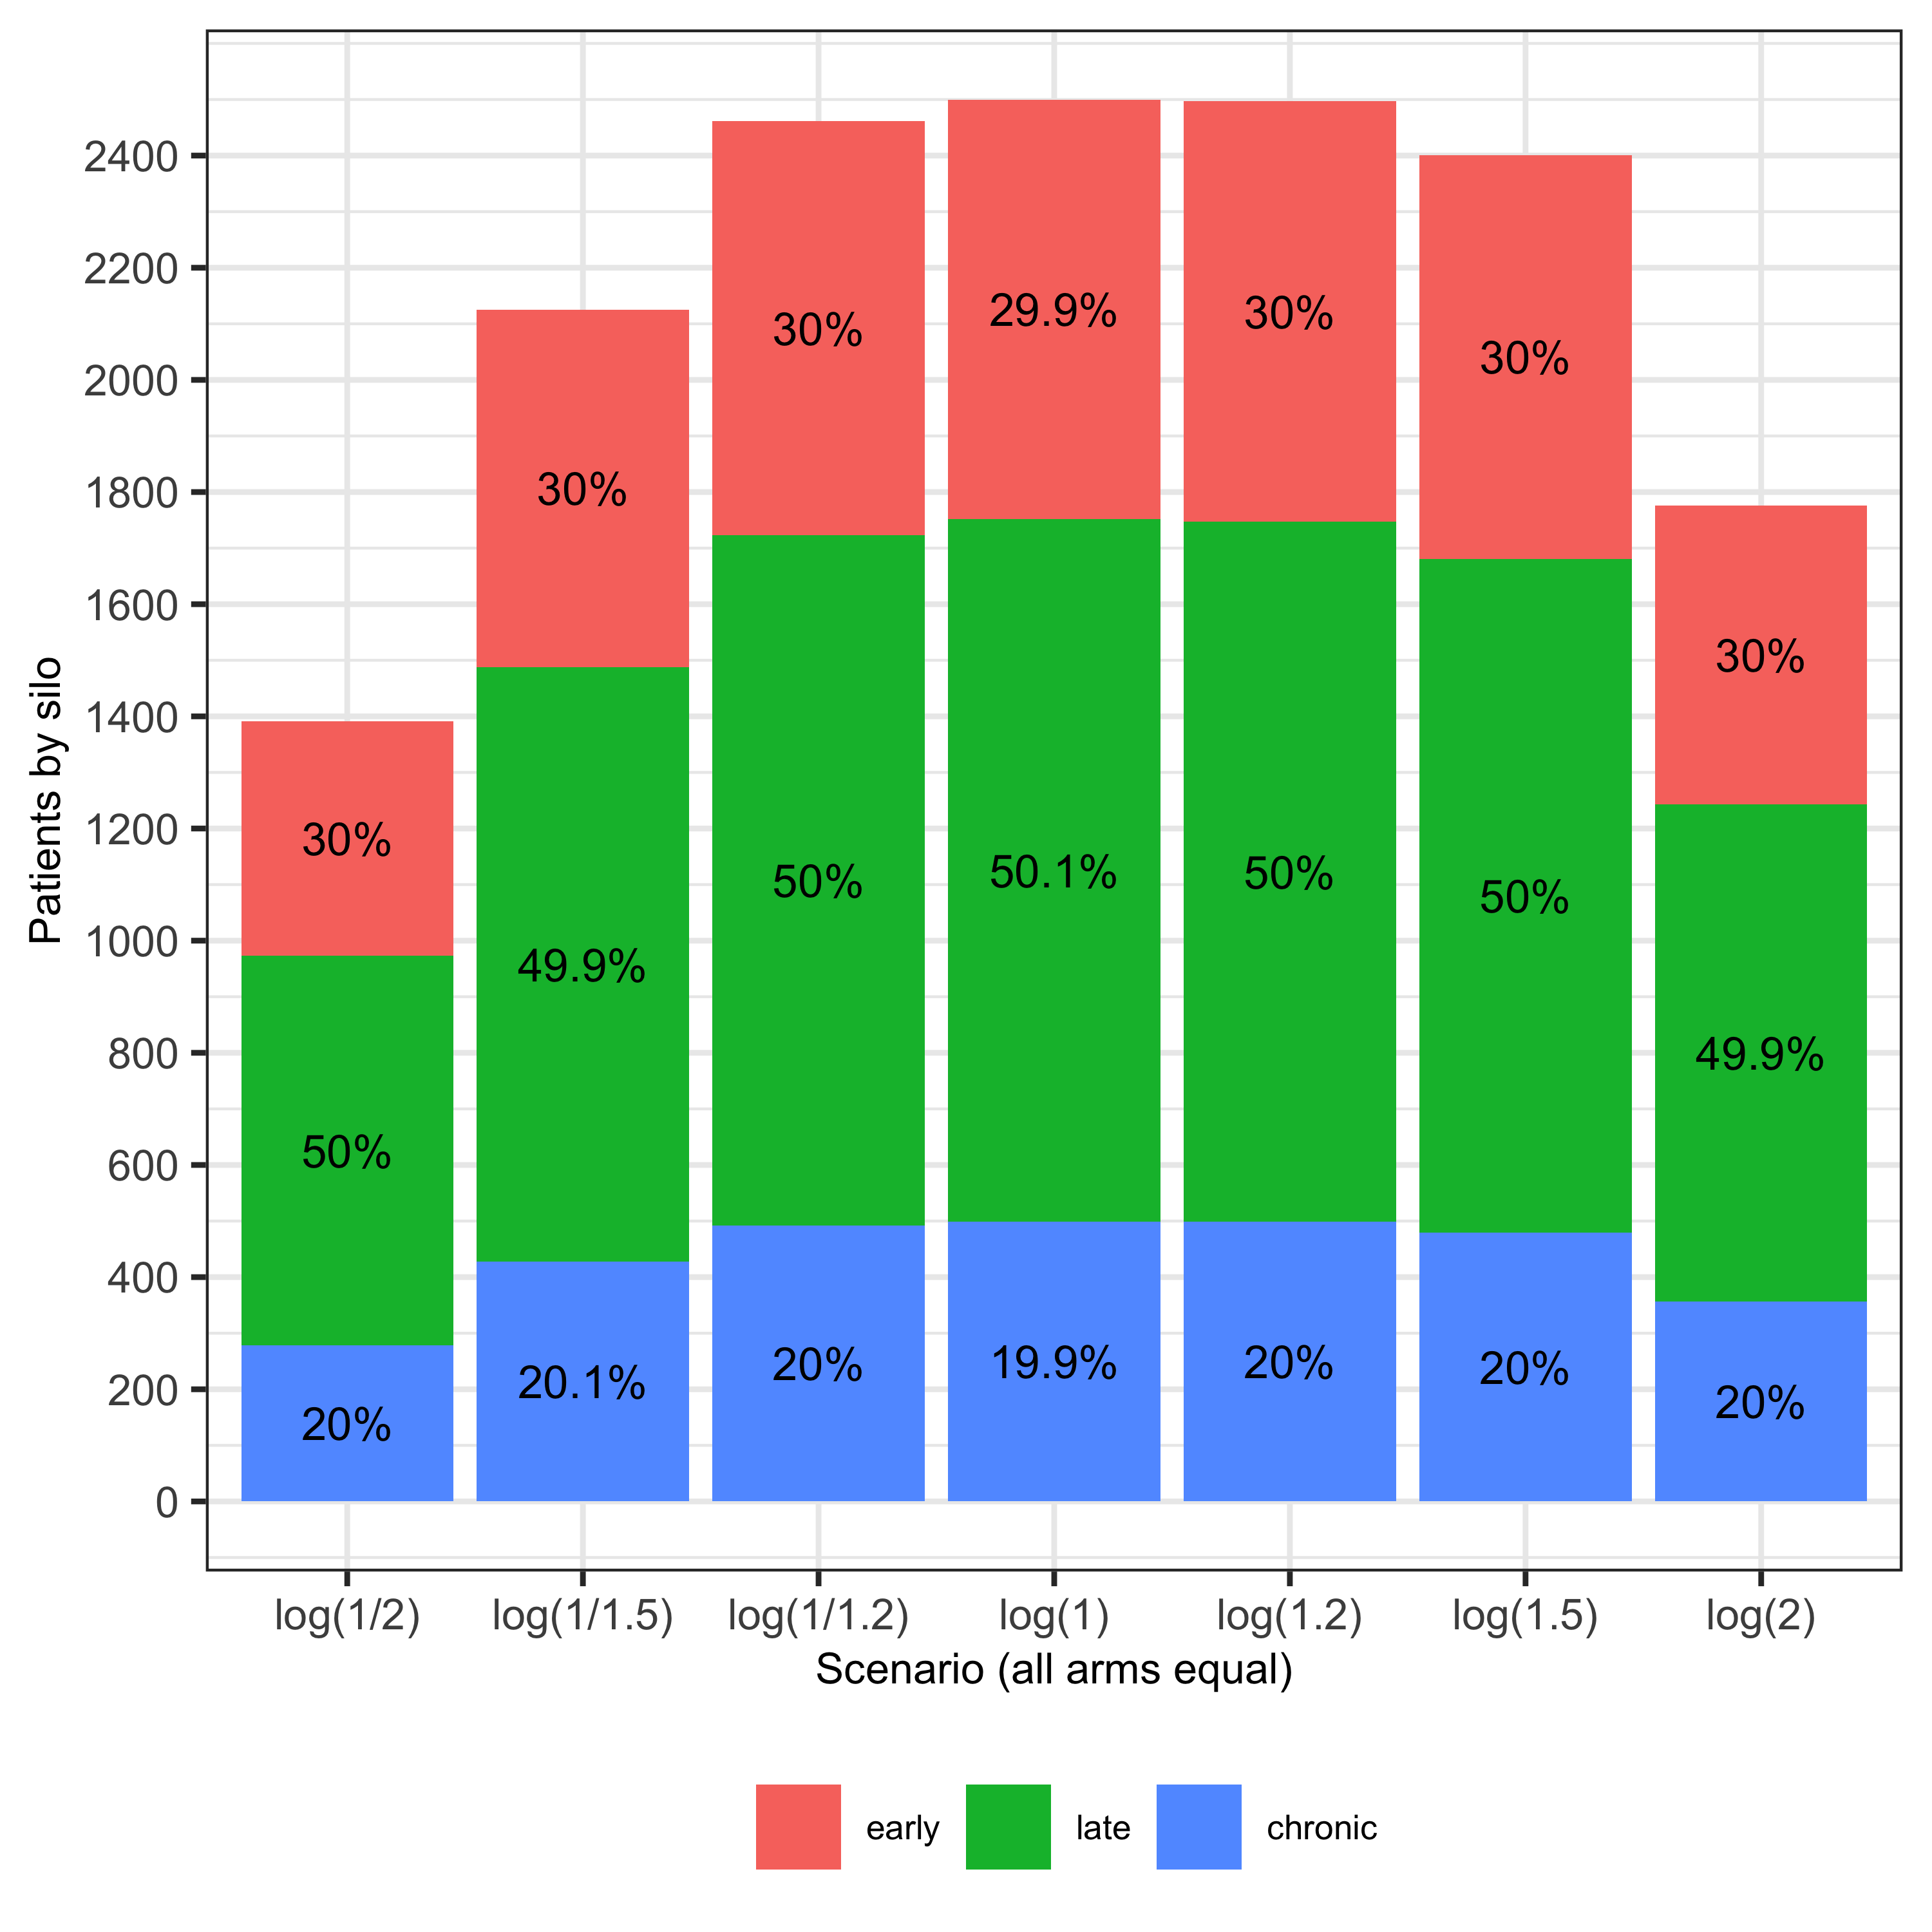 Patients by silo
2400
2200
2000
1800
1600
1400
1200
1000
800
600
400
200
0
30% 50% 20%
30% 49.9% 20.1%
30% 50% 20%
29.9% 50.1% 19.9%
30% 50% 20%
30% 50% 20%
30% 49.9% 20%
log(1/2) log(1/1.5) log(1/1.2) log(1) log(1.2) log(1.5) log(2)
Scenario (all arms equal)
early late chronic